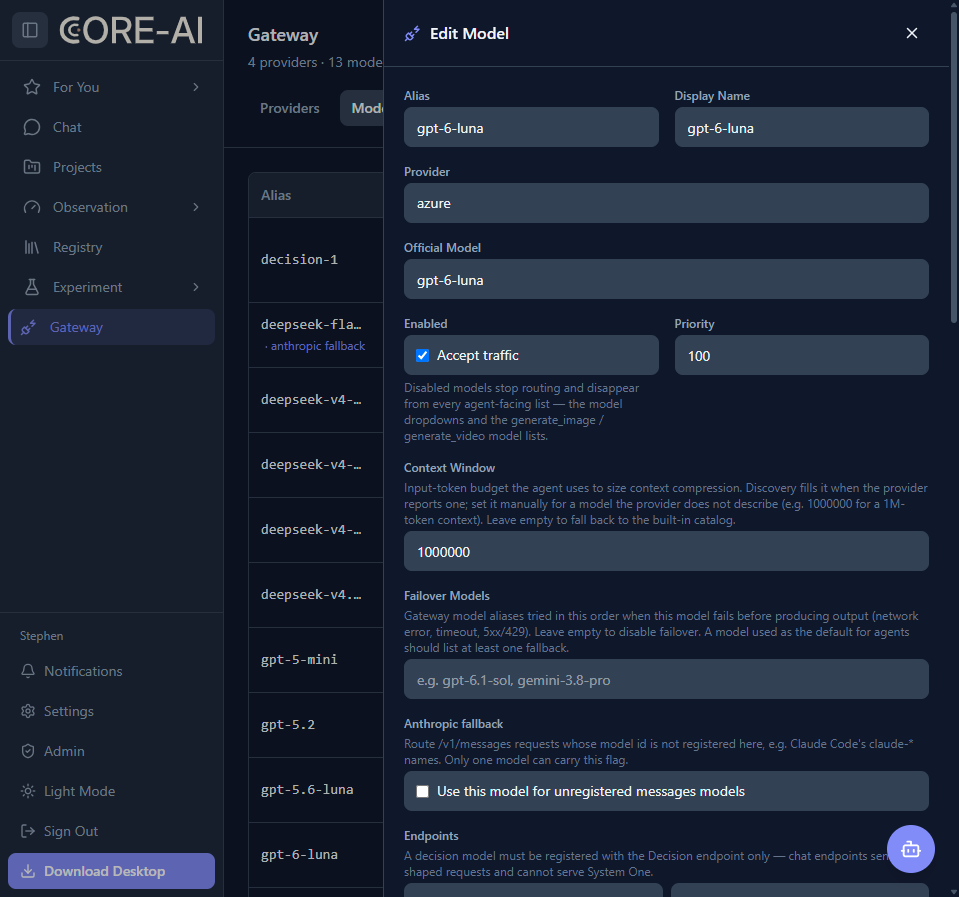 CORE-AI
For You
Chat
Projects
Observation
Registry
Experiment
Gateway
Stephen
Notifications
Settings
Admin
Light Mode
Sign Out
Download Desktop
Gateway
4 providers · 13 mode
Providers
Mode
Alias
decision-1
deepseek-fla…
· anthropic fallback
deepseek-v4-…
deepseek-v4-…
deepseek-v4-…
deepseek-v4.…
gpt-5-mini
gpt-5.2
gpt-5.6-luna
gpt-6-luna
Edit Model
Alias
Display Name
gpt-6-luna
gpt-6-luna
Provider
azure
Official Model
gpt-6-luna
Enabled
Priority
Accept traffic
100
Disabled models stop routing and disappear
from every agent-facing list — the model
dropdowns and the generate_image /
generate_video model lists.
Context Window
Input-token budget the agent uses to size context compression. Discovery fills it when the provider
reports one; set it manually for a model the provider does not describe (e.g. 1000000 for a 1M-
token context). Leave empty to fall back to the built-in catalog.
1000000
Failover Models
Gateway model aliases tried in this order when this model fails before producing output (network
error, timeout, 5xx/429). Leave empty to disable failover. A model used as the default for agents
should list at least one fallback.
e.g. gpt-6.1-sol, gemini-3.8-pro
Anthropic fallback
Route /v1/messages requests whose model id is not registered here, e.g. Claude Code's claude-*
names. Only one model can carry this flag.
Use this model for unregistered messages models
Endpoints
A decision model must be registered with the Decision endpoint only — chat endpoints
shaped requests and cannot serve System One.